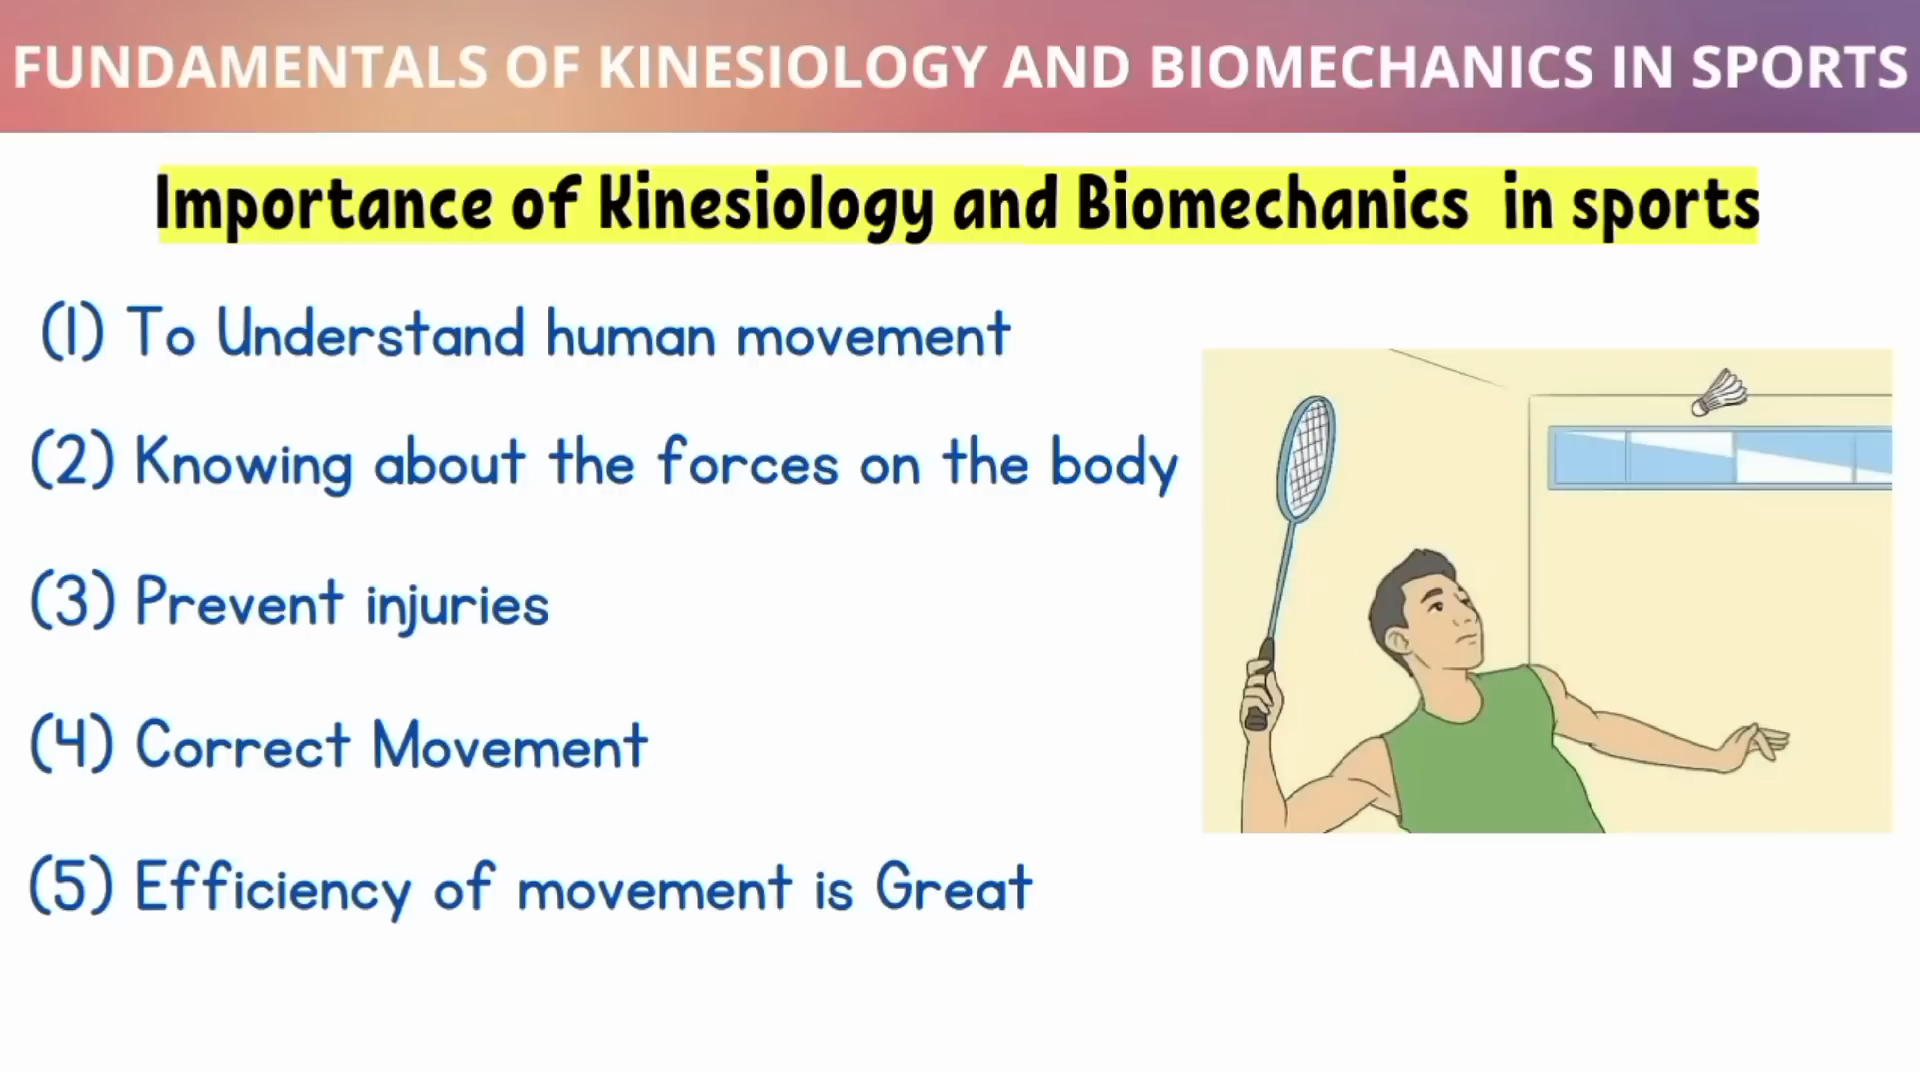 FUNDAMENTALS OF KINESIOLOGY AND BIOMECHANICS IN SPORTS
Importance of Kinesiology and Biomechanics in sports
(1) To Understand human movement
(2) Knowing about the forces on the body
(3) Prevent injuries
(4) Correct Movement
(5) Efficiency of movement is Great